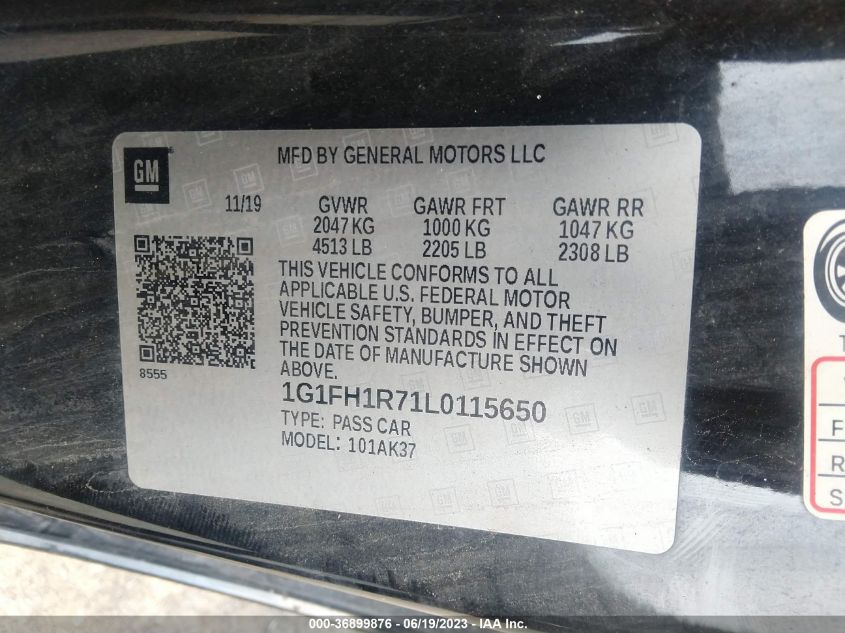 GM
MFD BY GENERAL MOTORS LLC
11/19 GVWR GAWR FRT GAWR RR
2047 KG 1000 KG 1047 KG
4513 LB 2205 LB 2308 LB
THIS VEHICLE CONFORMS TO ALL
APPLICABLE U.S. FEDERAL MOTOR
VEHICLE SAFETY, BUMPER, AND THEFT
PREVENTION STANDARDS IN EFFECT ON
THE DATE OF MANUFACTURE SHOWN
ABOVE.
8555
1G1FH1R71L0115650
TYPE: PASS CAR
MODEL: 101AK37
T
F
R
S
000-36899876 - 06/19/2023 - IAA Inc.